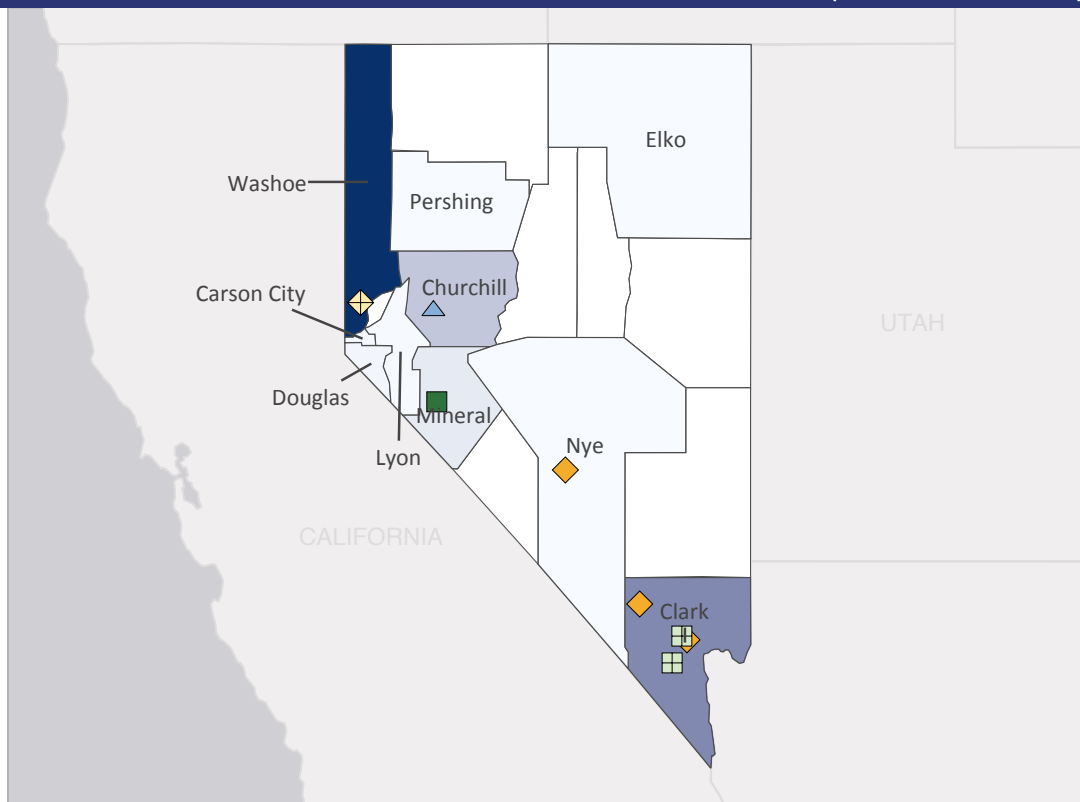 Elko
Washoe
Pershing
Churchill
Carson City
UTAH
Douglas
Mineral
Nye
Lyon
CALIFORNIA
Clark